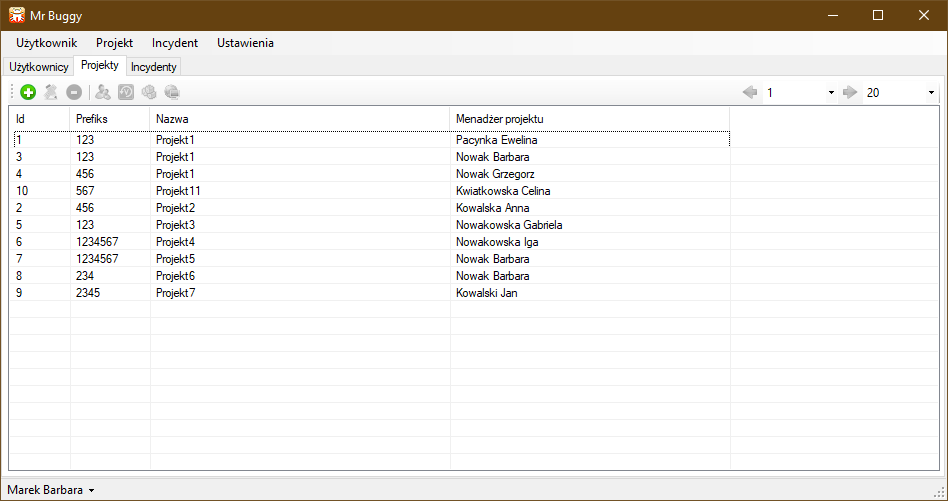 Mr Buggy
Użytkownik Projekt Incydent Ustawienia
Użytkownicy Projekty Incydenty
1 20
Id Prefiks Nazwa Menadżer projektu
1 123 Projekt1 Pacynka Ewelina
3 123 Projekt1 Nowak Barbara
4 456 Projekt1 Nowak Grzegorz
10 567 Projekt11 Kwiatkowska Celina
2 456 Projekt2 Kowalska Anna
5 123 Projekt3 Nowakowska Gabriela
6 1234567 Projekt4 Nowakowska Iga
7 1234567 Projekt5 Nowak Barbara
8 234 Projekt6 Nowak Barbara
9 2345 Projekt7 Kowalski Jan
Marek Barbara